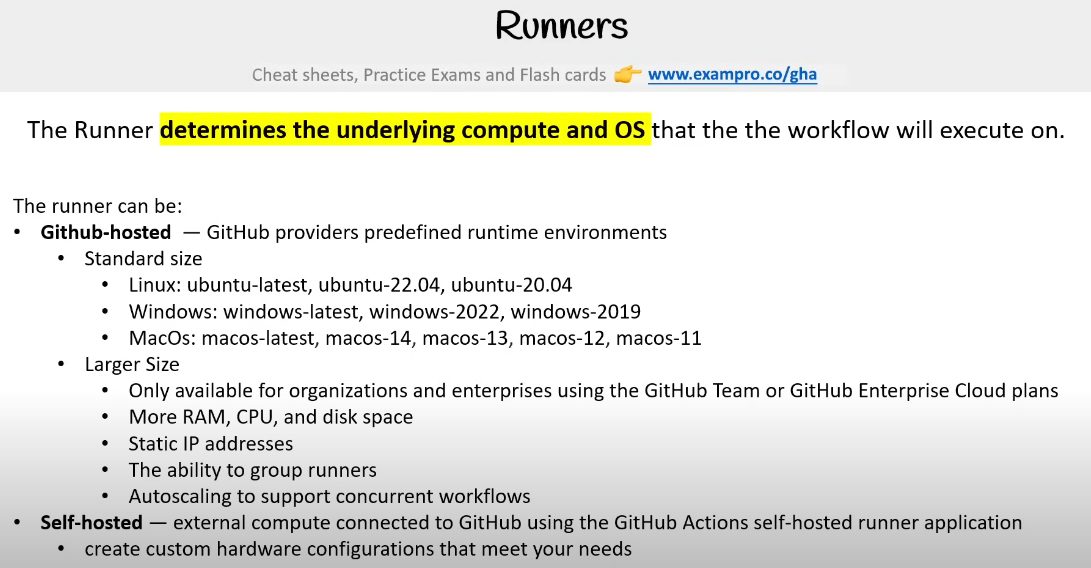 Runners
Cheat sheets, Practice Exams and Flash cards 👉 www.exampro.co/gha
The Runner determines the underlying compute and OS that the the workflow will execute on.
The runner can be:
• Github-hosted — GitHub providers predefined runtime environments
• Standard size
• Linux: ubuntu-latest, ubuntu-22.04, ubuntu-20.04
• Windows: windows-latest, windows-2022, windows-2019
• MacOs: macos-latest, macos-14, macos-13, macos-12, macos-11
• Larger Size
• Only available for organizations and enterprises using the GitHub Team or GitHub Enterprise Cloud plans
• More RAM, CPU, and disk space
• Static IP addresses
• The ability to group runners
• Autoscaling to support concurrent workflows
• Self-hosted — external compute connected to GitHub using the GitHub Actions self-hosted runner application
• create custom hardware configurations that meet your needs